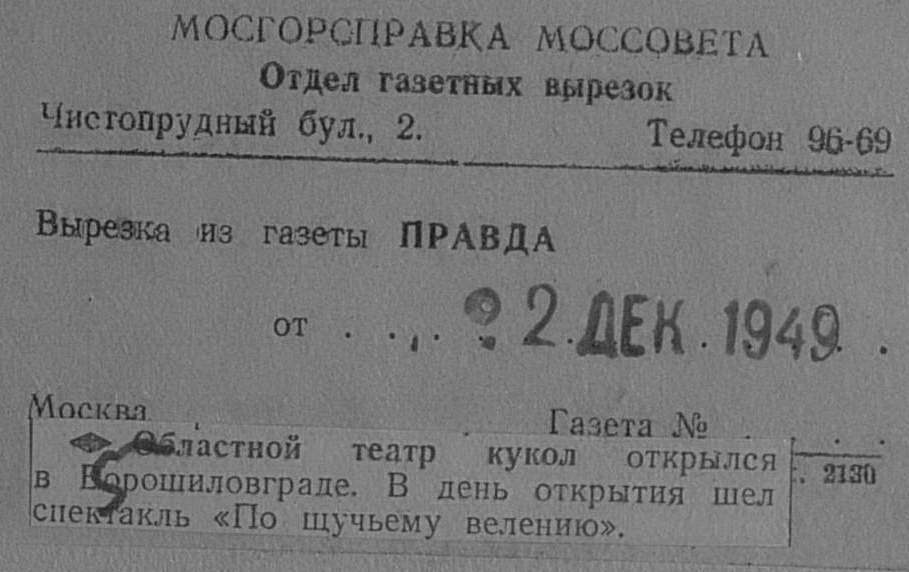 МОСГОРСПРАВКА МОССОВЕТА
Отдел газетных вырезок
Чистопрудный бул., 2. Телефон 96-69
Вырезка из газеты ПРАВДА
от . . . . 2. ДЕК. 1949 .
Москва Газета № . . .
Областной театр кукол открылся
в Ворошиловграде. В день открытия шел
спектакль «По щучьему велению».
2130